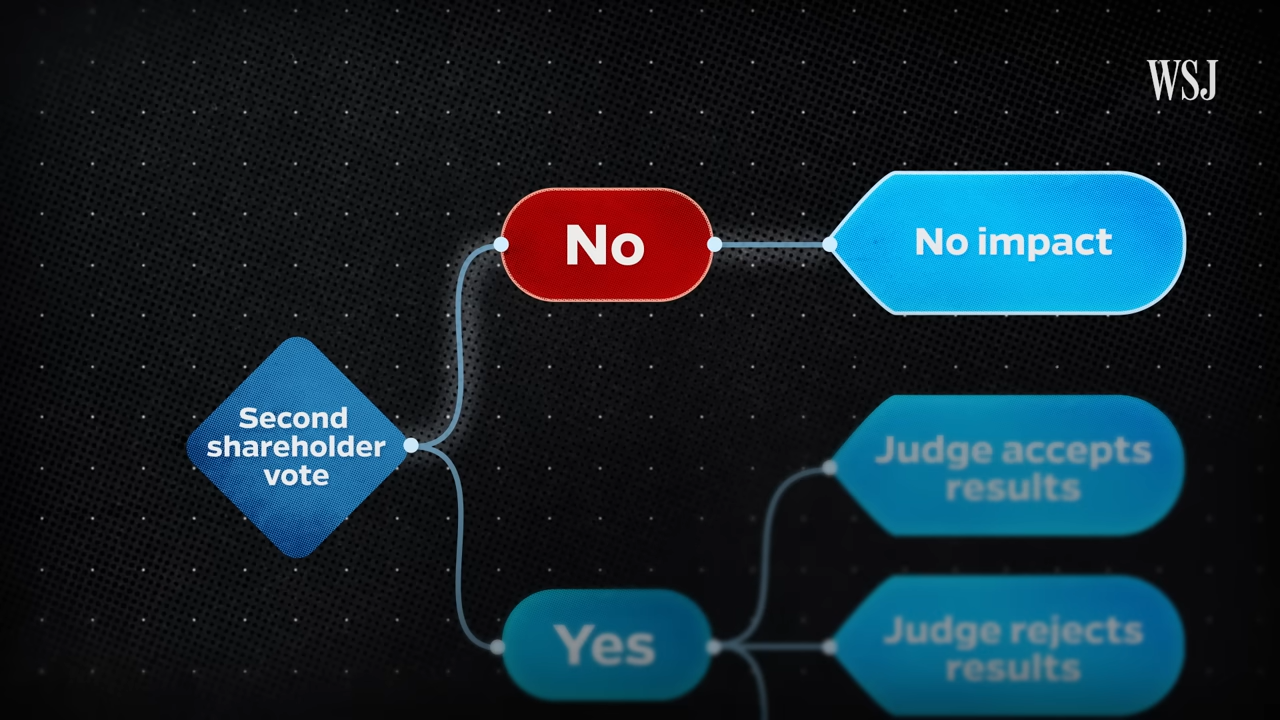 WSJ
No
No impact
Second
shareholder
vote
Judge accepts
results
Yes
Judge rejects
results